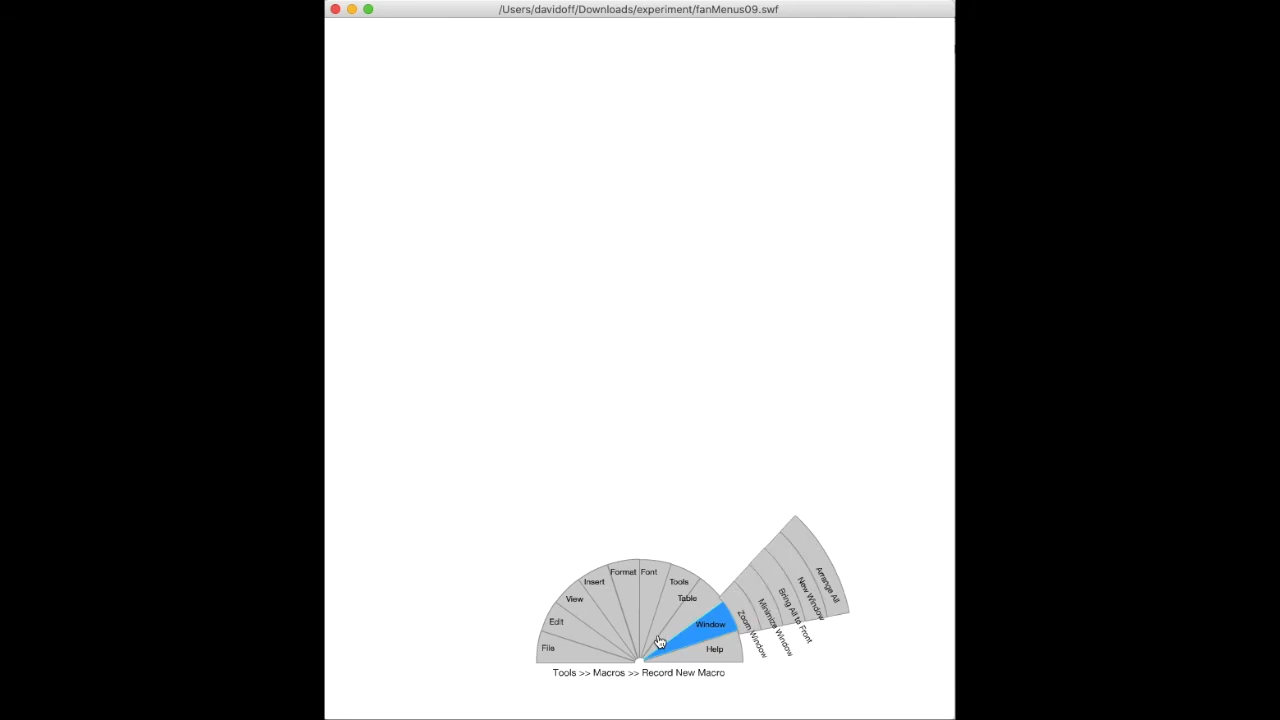 /Users/davidoff/Downloads/experiment/fanMenus09.swf
File
Edit
View
Insert
Format
Font
Tools
Table
Window
Help
Zoom Window
Minimize Window
Bring All to Front
New Window
Arrange All
Tools >> Macros >> Record New Macro